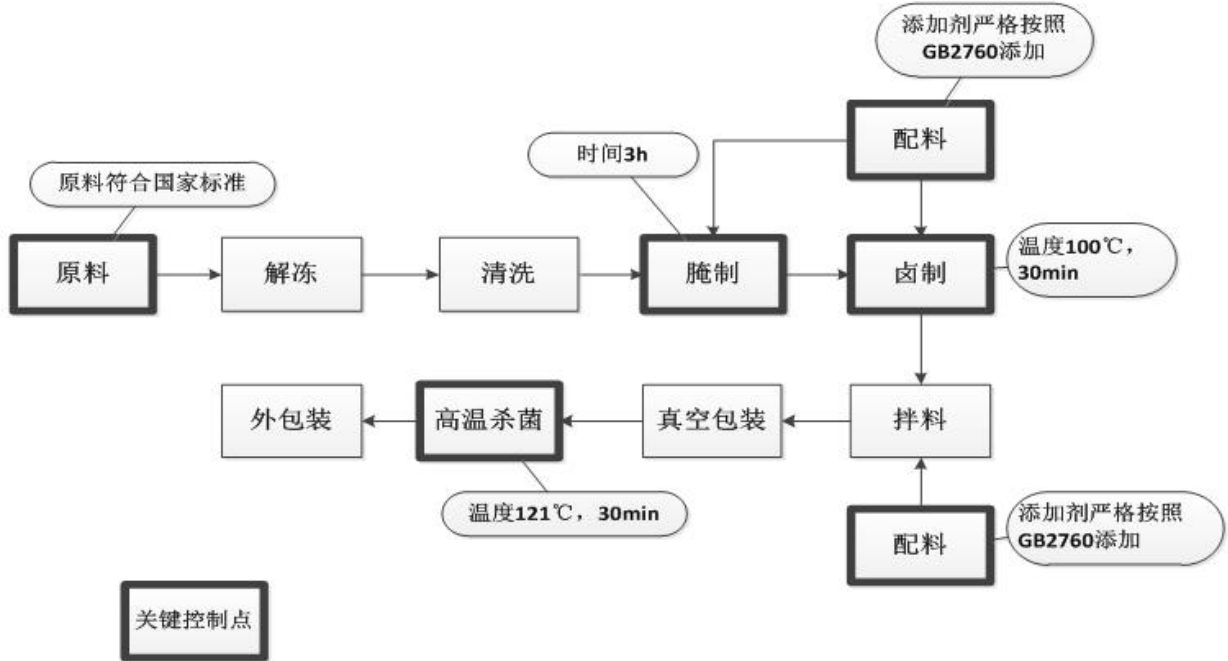 添加剂严格按照
GB2760添加
配料
时间3h
原料符合国家标准
原料
解冻
清洗
腌制
卤制
温度100℃，
30min
外包装
高温杀菌
真空包装
拌料
温度121℃，30min
配料
添加剂严格按照
GB2760添加
关键控制点